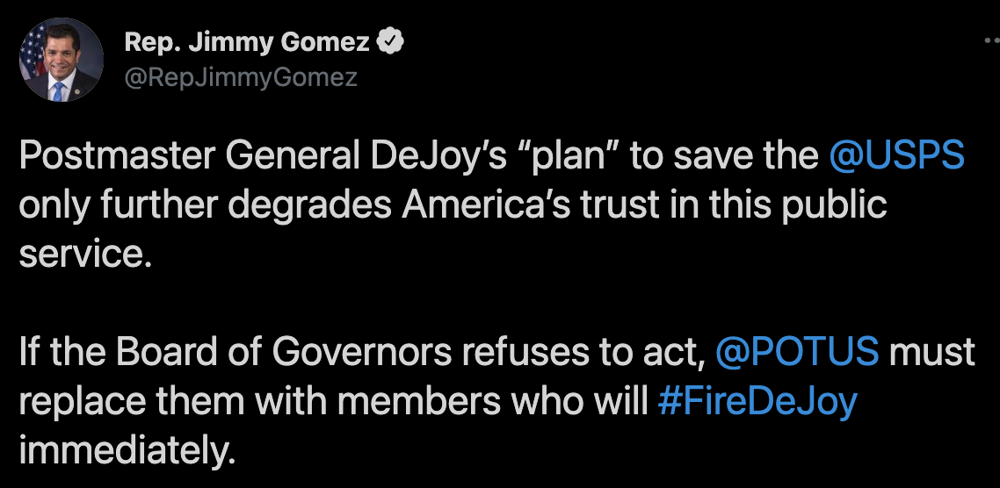 Rep. Jimmy Gomez
@RepJimmyGomez
Postmaster General DeJoy’s “plan” to save the @USPS
only further degrades America’s trust in this public
service.
If the Board of Governors refuses to act, @POTUS must
replace them with members who will #FireDeJoy
immediately.